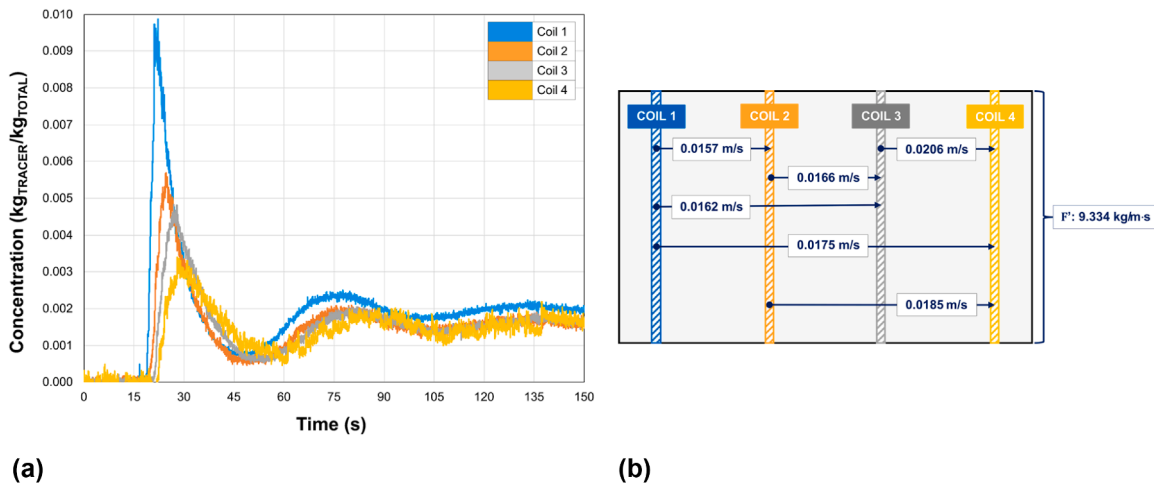 0.010
0.009
0.008
0.007
0.006
0.005
0.004
0.003
0.002
0.001
0.000
Concentration (kgTRACER/kgTOTAL)
Coil 1
Coil 2
Coil 3
Coil 4
0 15 30 45 60 75 90 105 120 135 150
Time (s)
(a)
COIL 1 COIL 2 COIL 3 COIL 4
0.0157 m/s 0.0206 m/s
0.0166 m/s
0.0162 m/s
0.0175 m/s
0.0185 m/s
F': 9.334 kg/m·s
(b)